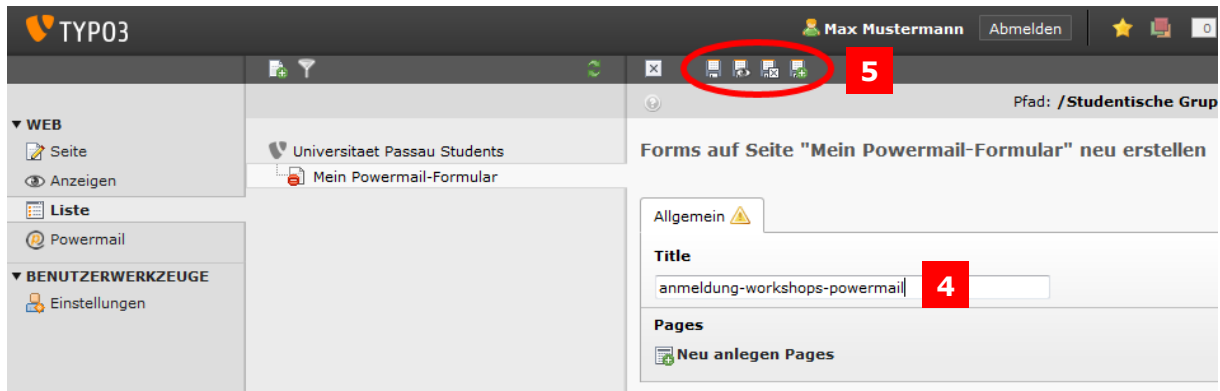 TYPO3
Max Mustermann Abmelden 0
5
Pfad: /Studentische Grup
WEB
Seite
Anzeigen
Liste
Powermail
BENUTZERWERKZEUGE
Einstellungen
Universitaet Passau Students
Mein Powermail-Formular
Forms auf Seite "Mein Powermail-Formular" neu erstellen
Allgemein
Title
anmeldung-workshops-powermail
4
Pages
Neu anlegen Pages